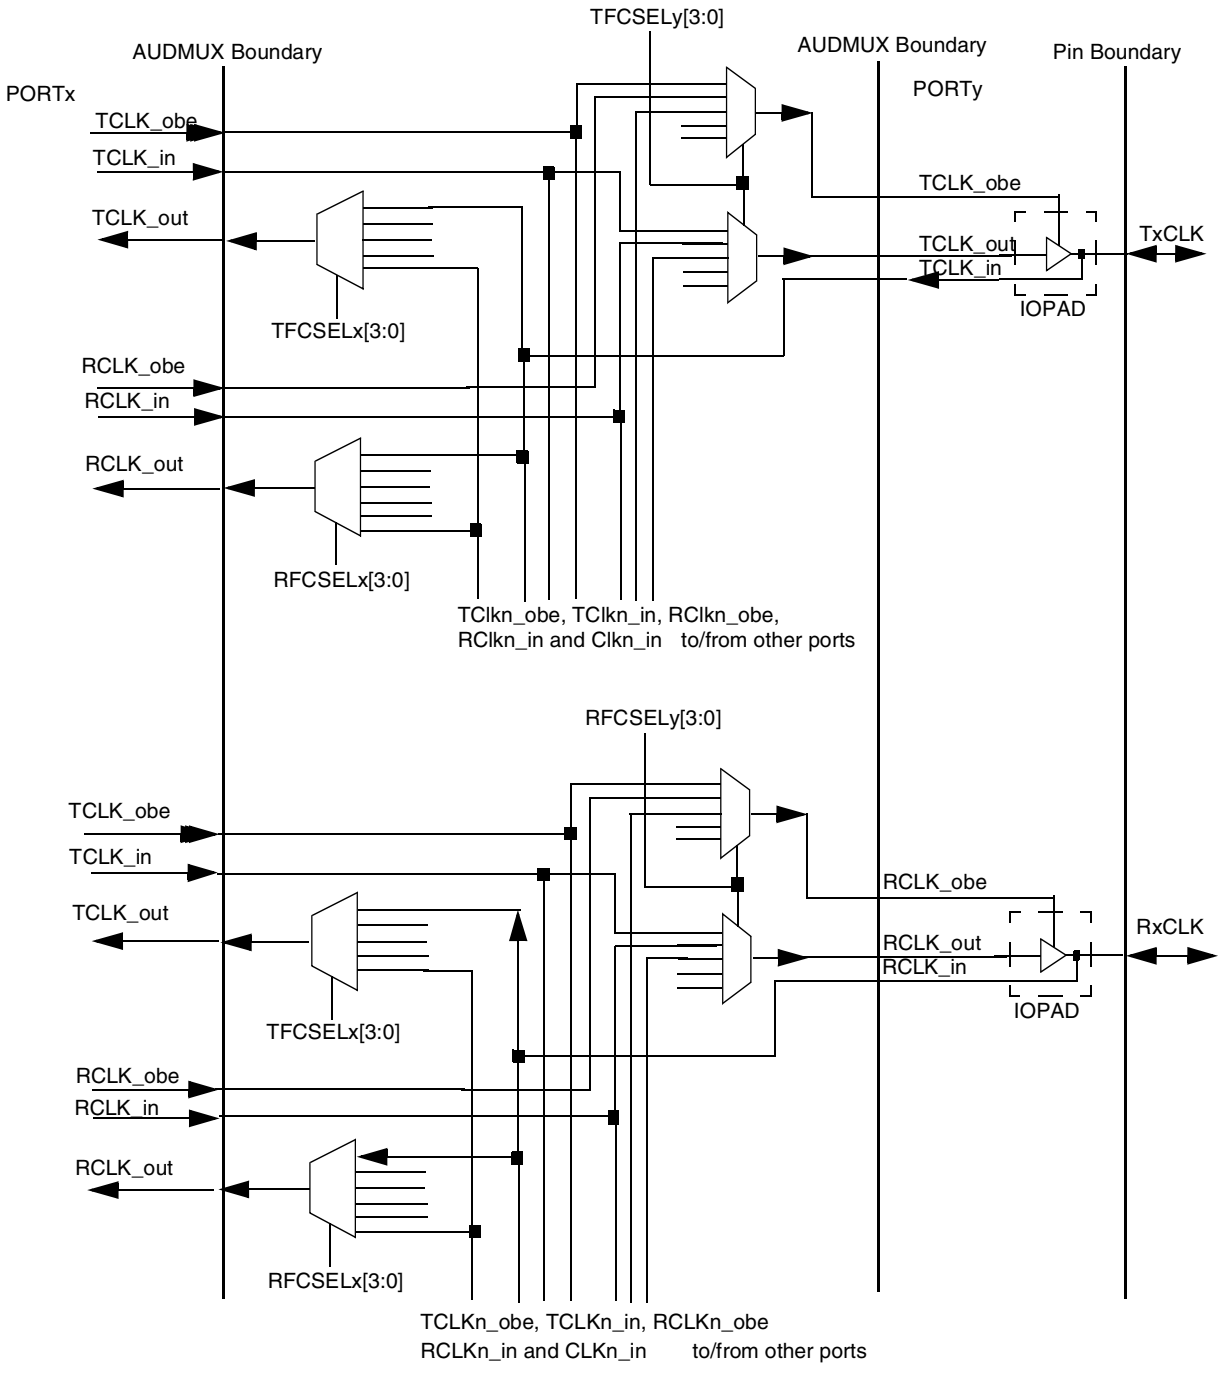 TFCSELy[3:0]
AUDMUX Boundary
AUDMUX Boundary
Pin Boundary
PORTx
PORTy
TCLK_obe
TCLK_in
TCLK_obe
TCLK_out
TCLK_out
TxCLK
TCLK_in
IOPAD
TFCSELx[3:0]
RCLK_obe
RCLK_in
RCLK_out
RFCSELx[3:0]
TClkn_obe, TClkn_in, RClkn_obe,
RClkn_in and Clkn_in to/from other ports
RFCSELy[3:0]
TCLK_obe
TCLK_in
RCLK_obe
TCLK_out
RxCLK
RCLK_out
RCLK_in
IOPAD
TFCSELx[3:0]
RCLK_obe
RCLK_in
RCLK_out
RFCSELx[3:0]
TCLKn_obe, TCLKn_in, RCLKn_obe
RCLKn_in and CLKn_in to/from other ports